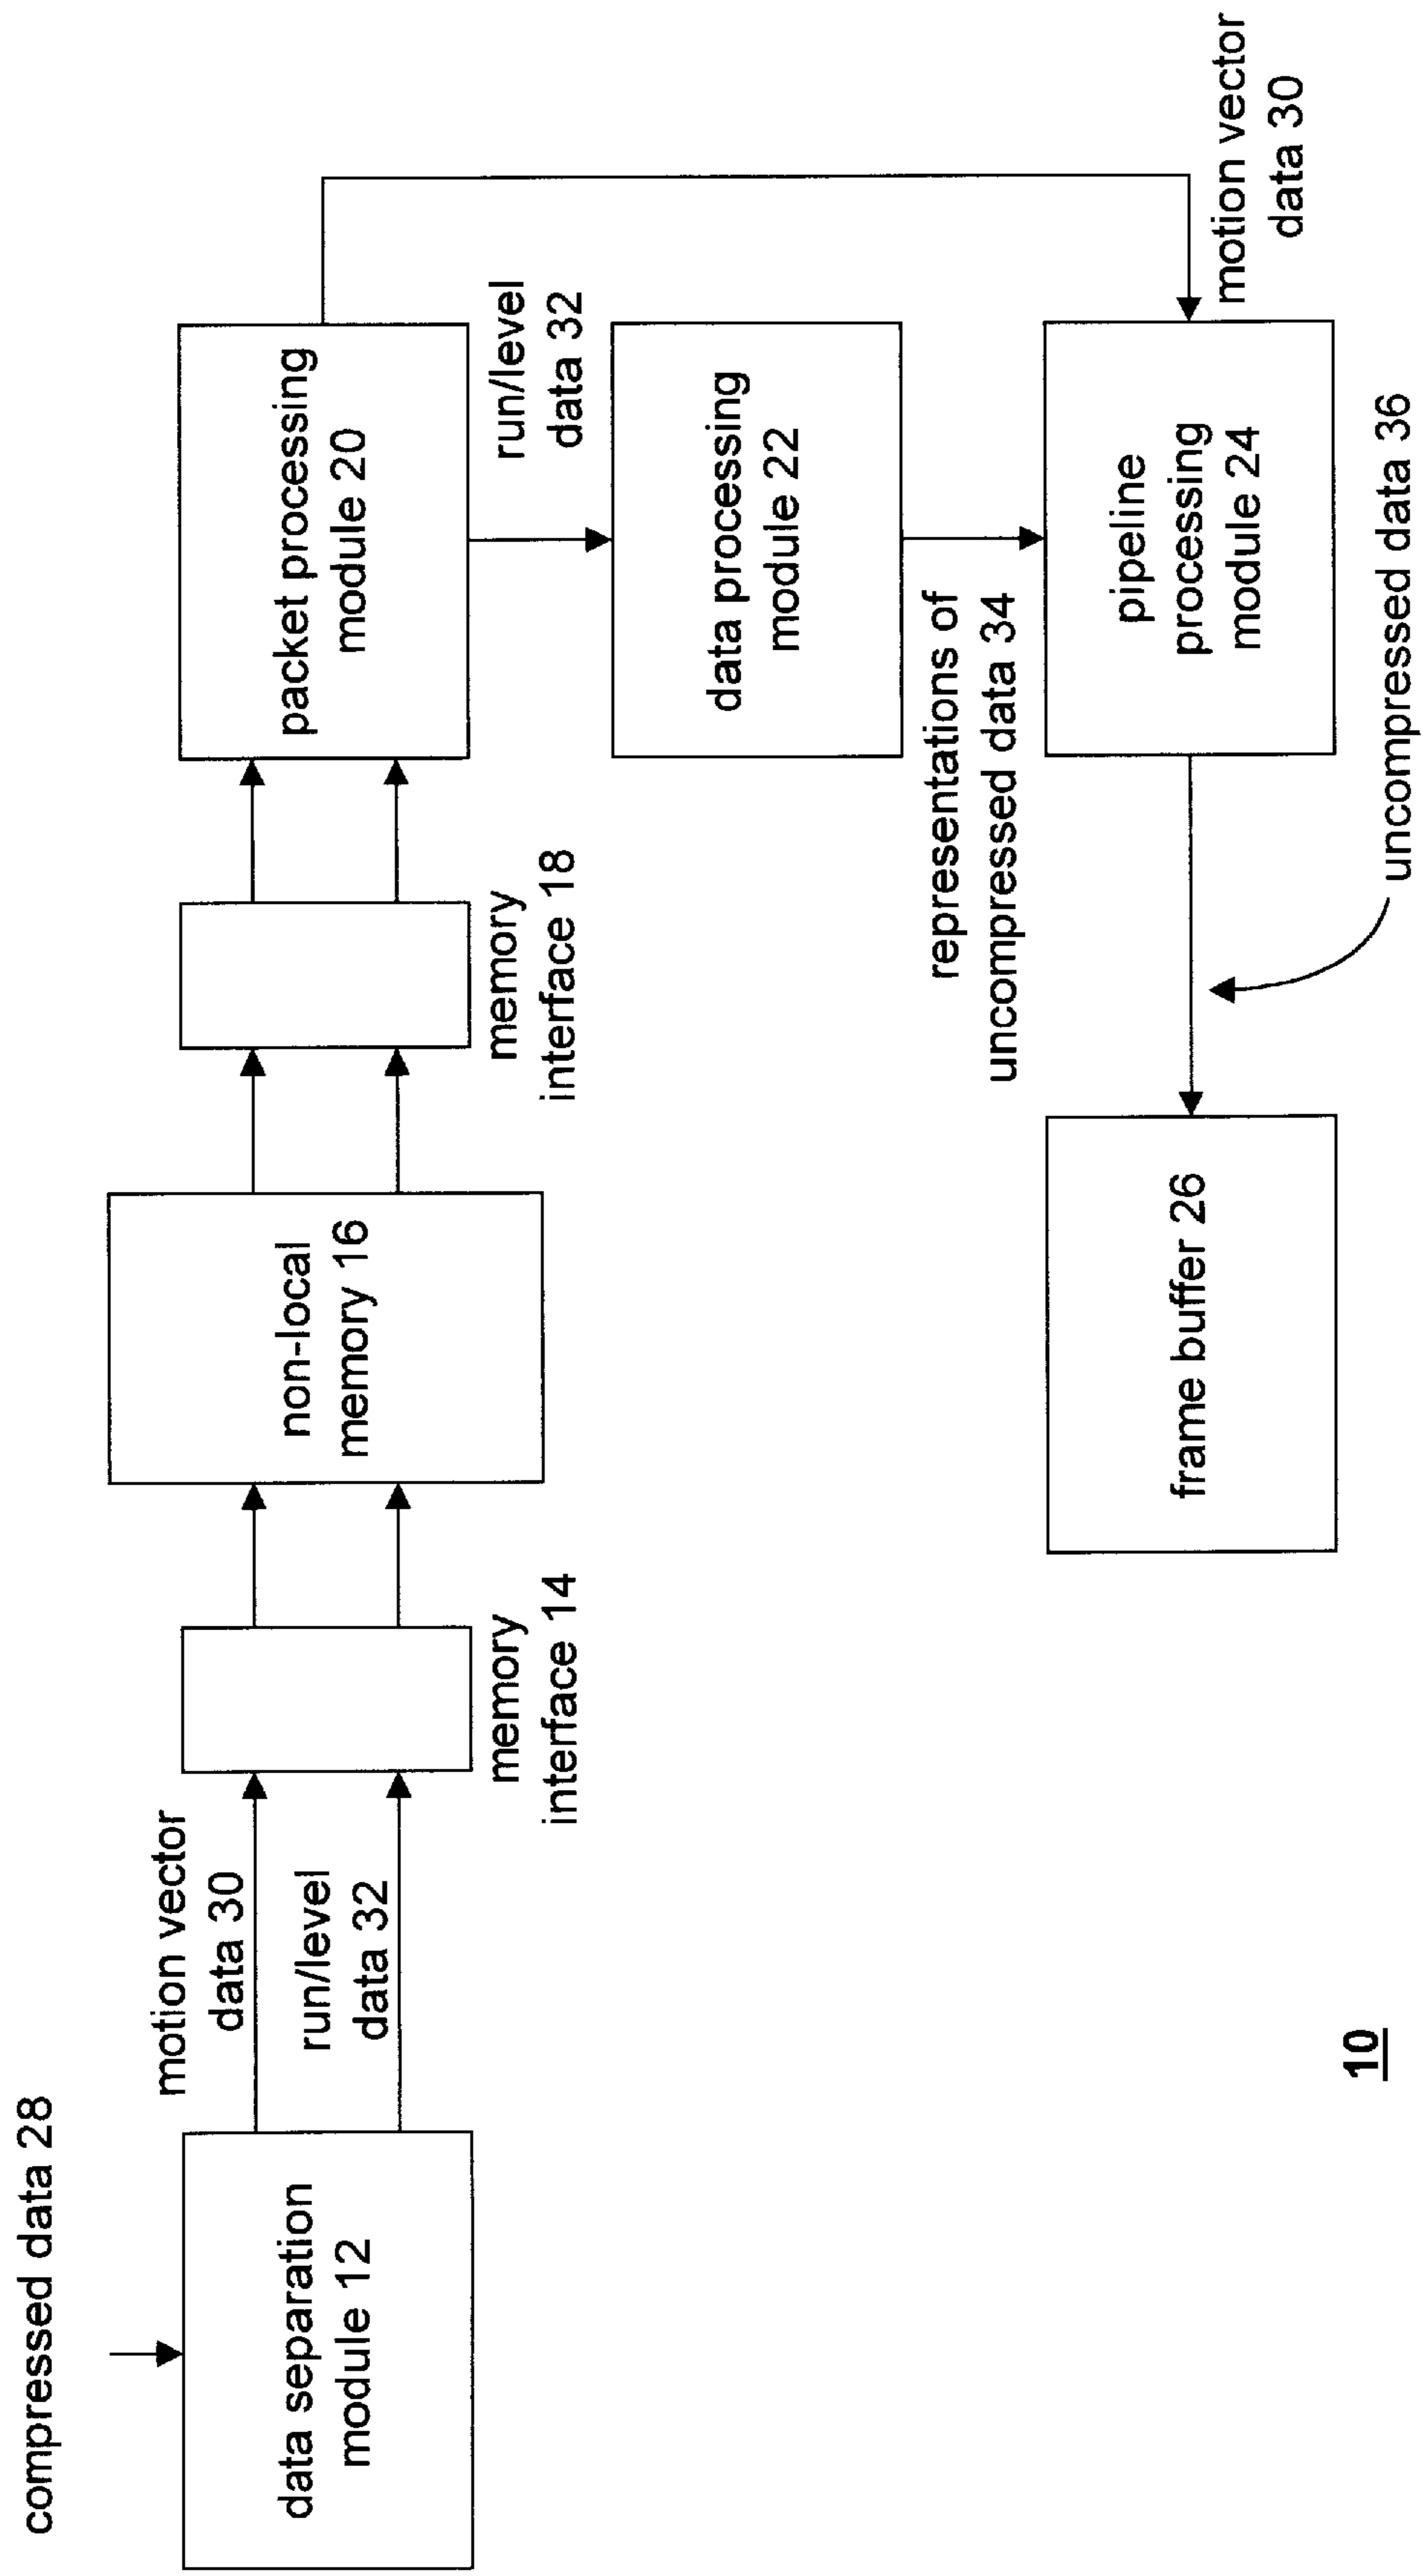 compressed data 28
data separation
module 12
motion vector
data 30
run/level
data 32
memory
interface 14
non-local
memory 16
memory
interface 18
packet processing
module 20
run/level
data 32
data processing
module 22
representations of
uncompressed data 34
pipeline
processing
module 24
motion vector
data 30
uncompressed data 36
frame buffer 26
10